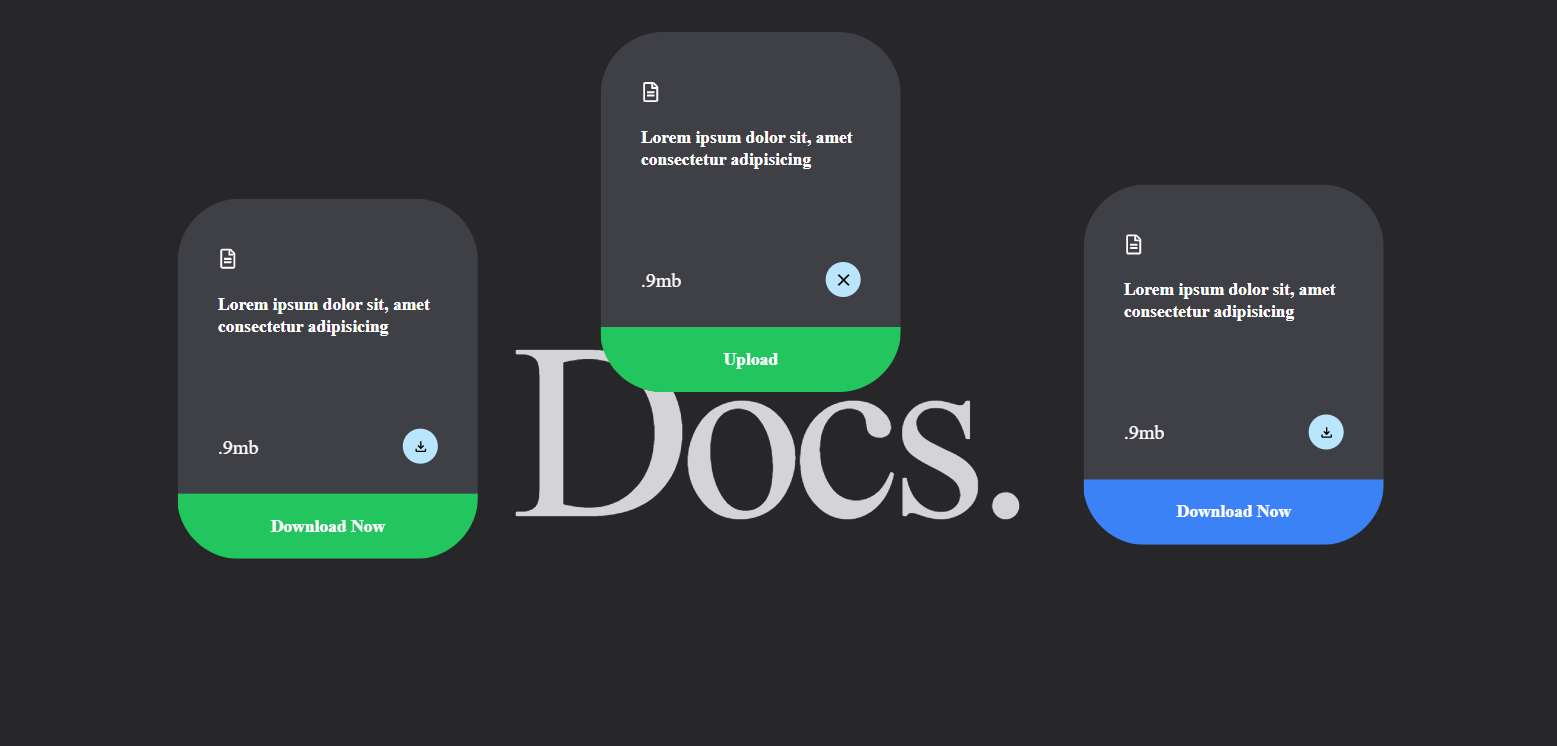 Lorem ipsum dolor sit, amet
consectetur adipisicing
.9mb
Upload
Lorem ipsum dolor sit, amet
consectetur adipisicing
.9mb
Download Now
Docs.
Lorem ipsum dolor sit, amet
consectetur adipisicing
.9mb
Download Now